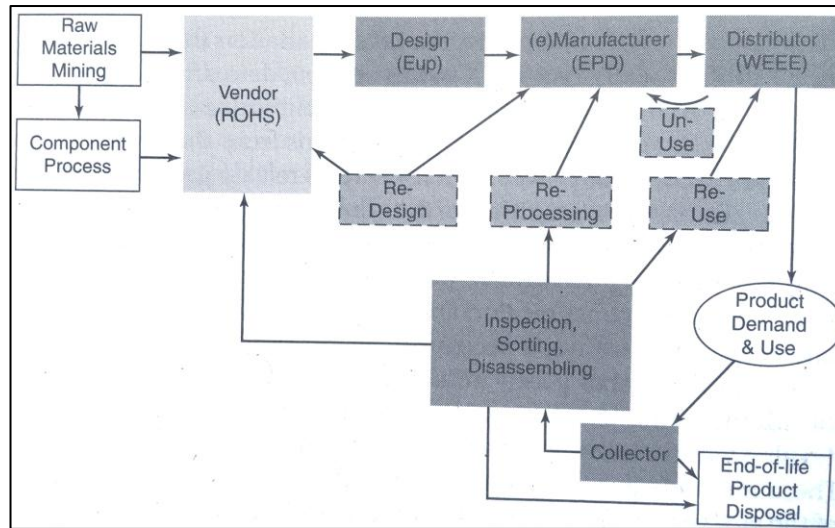 Raw
Materials
Mining
Component
Process
Vendor
(ROHS)
Design
(Eup)
(e)Manufacturer
(EPD)
Distributor
(WEEE)
Un-
Use
Re-
Design
Re-
Processing
Re-
Use
Inspection,
Sorting,
Disassembling
Product
Demand
& Use
Collector
End-of-life
Product
Disposal